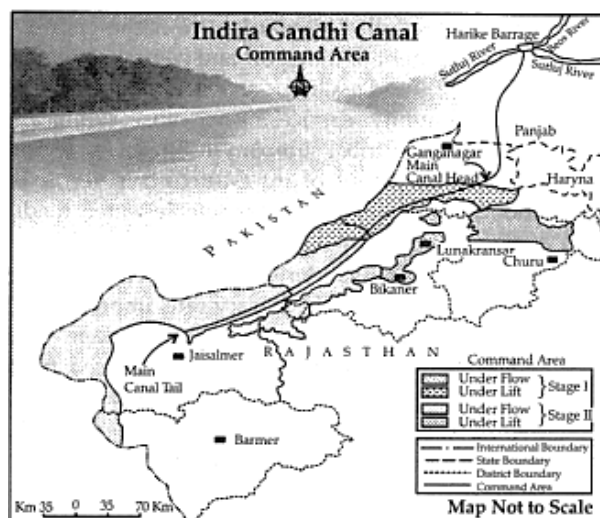 Indira Gandhi Canal
Command Area
N
Harike Barrage
Sutluj River
Beos River
Sutluj River
Panjab
Ganganagar
Main
Canal Head
Haryna
PAKISTAN
Lunakransar
Churu
Bikaner
Jaisalmer
RAJASTHAN
Main
Canal Tail
Barmer
Command Area
Under Flow
Under Lift
Stage I
Under Flow
Under Lift
Stage II
International Boundary
State Boundary
District Boundary
Command Area
Km 35 0 35 70 Km
Map Not to Scale